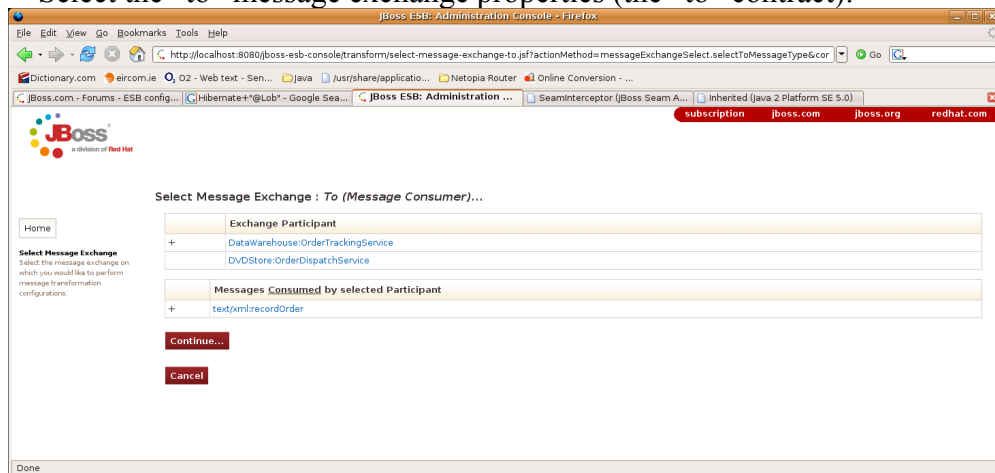 Select the "to" message exchange properties (the "to" contract).
JBoss ESB: Administration Console - Firefox
File Edit View Go Bookmarks Tools Help
http://localhost:8080/jboss-esb-console/transform/select-message-exchange-to.jsf?actionMethod=messageExchangeSelect.selectToMessageType&cor Go
Dictionary.com eircom.ie O2 - Web text - Sen... Java /usr/share/applicatio... Netopia Router Online Conversion - ...
JBoss.com - Forums - ESB config... Hibernate+"@Lob" - Google Sea... JBoss ESB: Administration ... SeamInterceptor (JBoss Seam A... Inherited (Java 2 Platform SE 5.0)
subscription jboss.com jboss.org redhat.com
JBoss
a division of Red Hat
Select Message Exchange : To (Message Consumer)...
Home
Select Message Exchange
Select the message exchange on
which you would like to perform
message transformation
configurations.
Exchange Participant
+ DataWarehouse:OrderTrackingService
DVDStore:OrderDispatchService
Messages Consumed by selected Participant
+ text/xml:recordOrder
Continue...
Cancel
Done